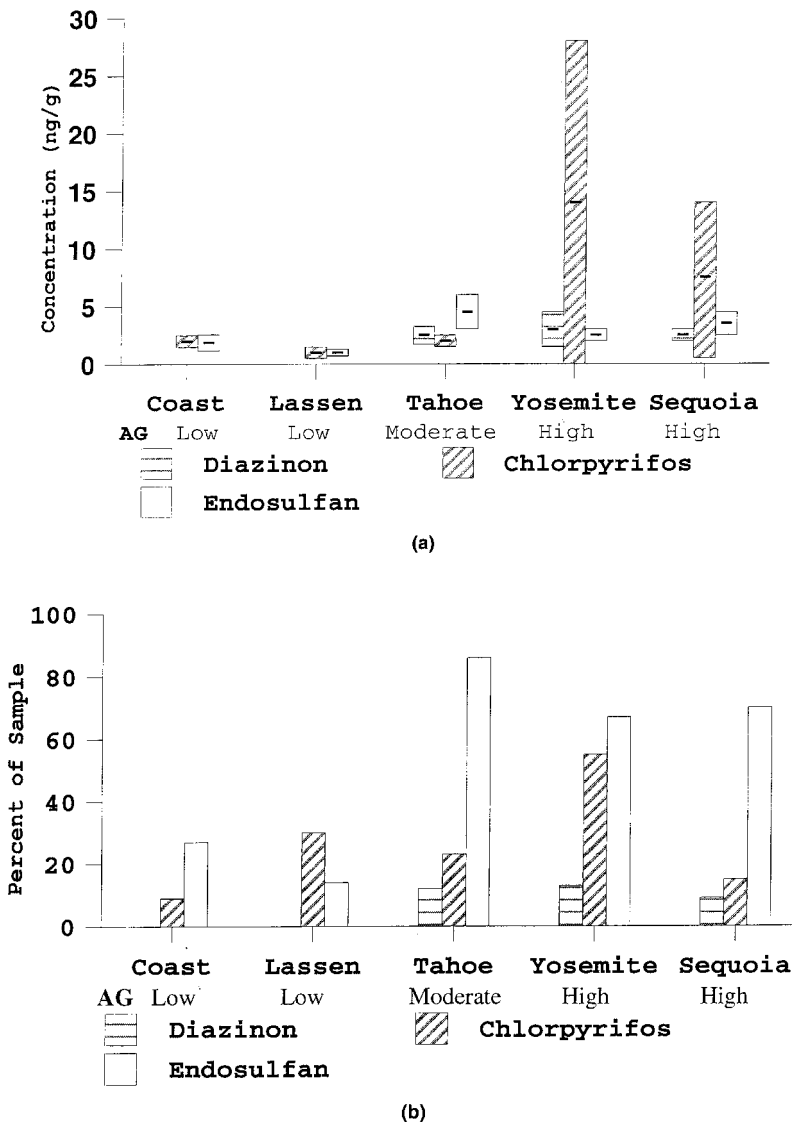 30
25
20
15
10
5
0
Concentration (ng/g)
Coast Lassen Tahoe Yosemite Sequoia
AG Low Low Moderate High High
Diazinon Chlorpyrifos
Endosulfan
(a)
100
80
60
40
20
0
Percent of Sample
Coast Lassen Tahoe Yosemite Sequoia
AG Low Low Moderate High High
Diazinon Chlorpyrifos
Endosulfan
(b)